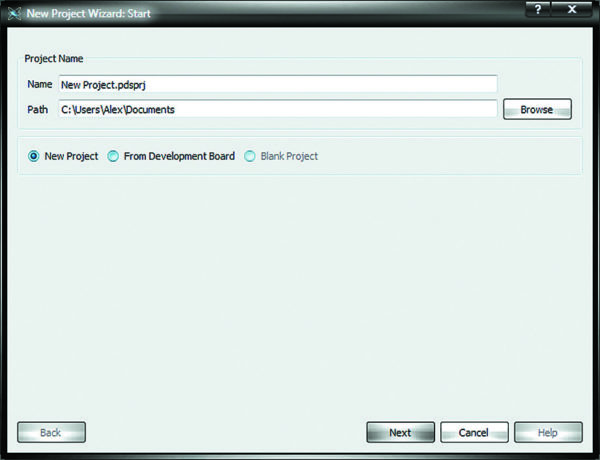 New Project Wizard: Start
?
X
Project Name
Name New Project.pdsprj
Path C:\Users\Alex\Documents Browse
New Project From Development Board Blank Project
Back Next Cancel Help